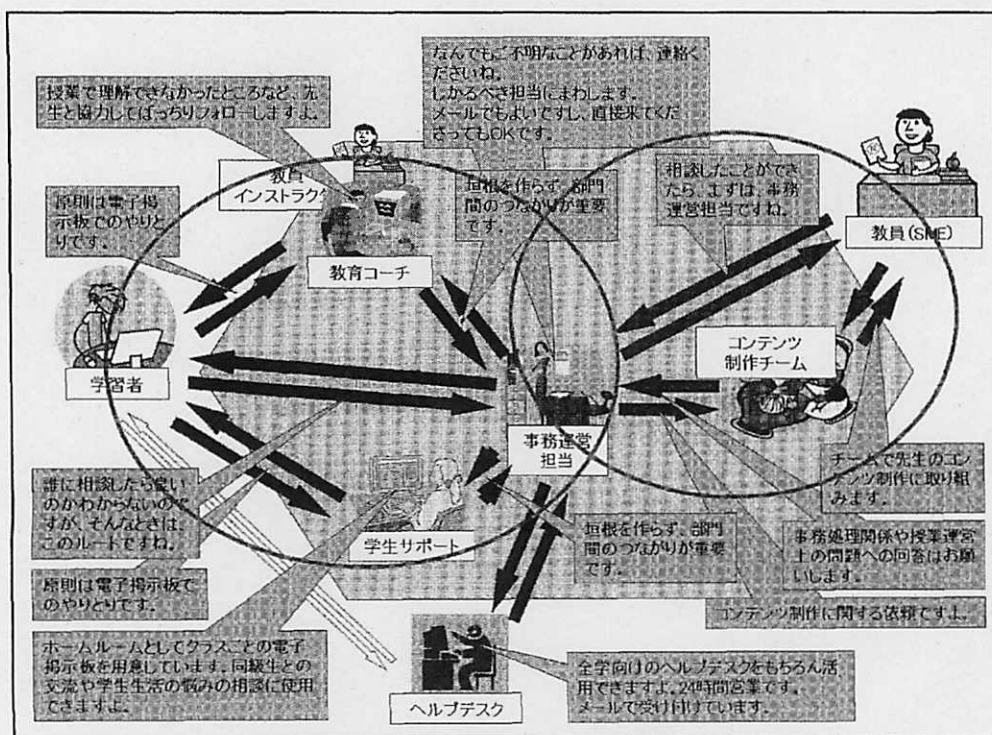 なんでもご不明なことがあれば、連絡く
ださいね。
しかるべき担当にまわします。
メールでもよいですし、直接来てくだ
さってもOKです。
授業で理解できなかったところなど、先
生と協力してばっちりフォローしますよ。
教員
インストラクタ
原則は電子掲
示板でのやりと
りです。
垣根を作らず、部門
間のつながりが重要
です。
相談したことがでてき
たら、まずは、事務
運営担当ですね。
教員(SME)
教育コーチ
コンテンツ
制作チーム
学習者
事務運営
担当
誰に相談したら良い
のかわからないので
すが、そんなときは、
このルートですね。
学生サポート
垣根を作らず、部門
間のつながりが重要
です。
チームで先生のコン
テンツ制作に取り組
みます。
事務処理関係や授業運営
上の問題への回答はお願
いします。
原則は電子掲示板で
のやりとりです。
コンテンツ制作に関する依頼ですよ。
ホームルームとしてクラスごとの電子
掲示板を用意しています。同級生との
交流や学生生活の悩みの相談に使用
できますよ。
全学向けのヘルプデスクをもちろん活
用できますよ。24時間営業です。
メールで受け付けています。
ヘルプデスク